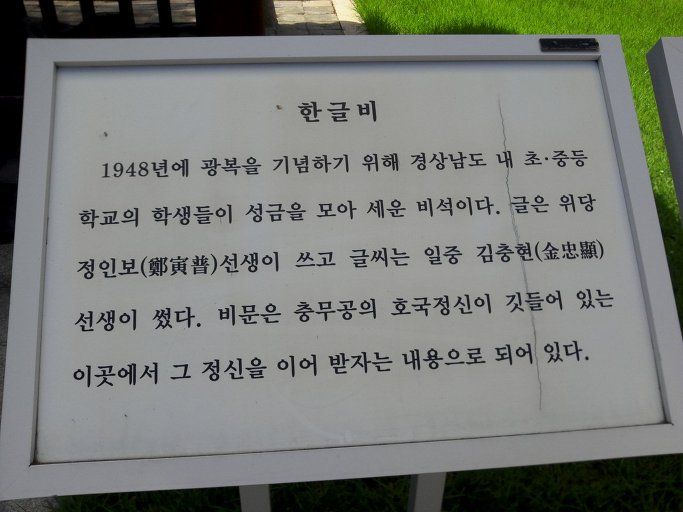 한글비
1948년에 광복을 기념하기 위해 경상남도 내 초·중등
학교의 학생들이 성금을 모아 세운 비석이다. 글은 위당
정인보(鄭寅普)선생이 쓰고 글씨는 일중 김충현(金忠顯)
선생이 썼다. 비문은 충무공의 호국정신이 깃들어 있는
이곳에서 그 정신을 이어 받자는 내용으로 되어 있다.